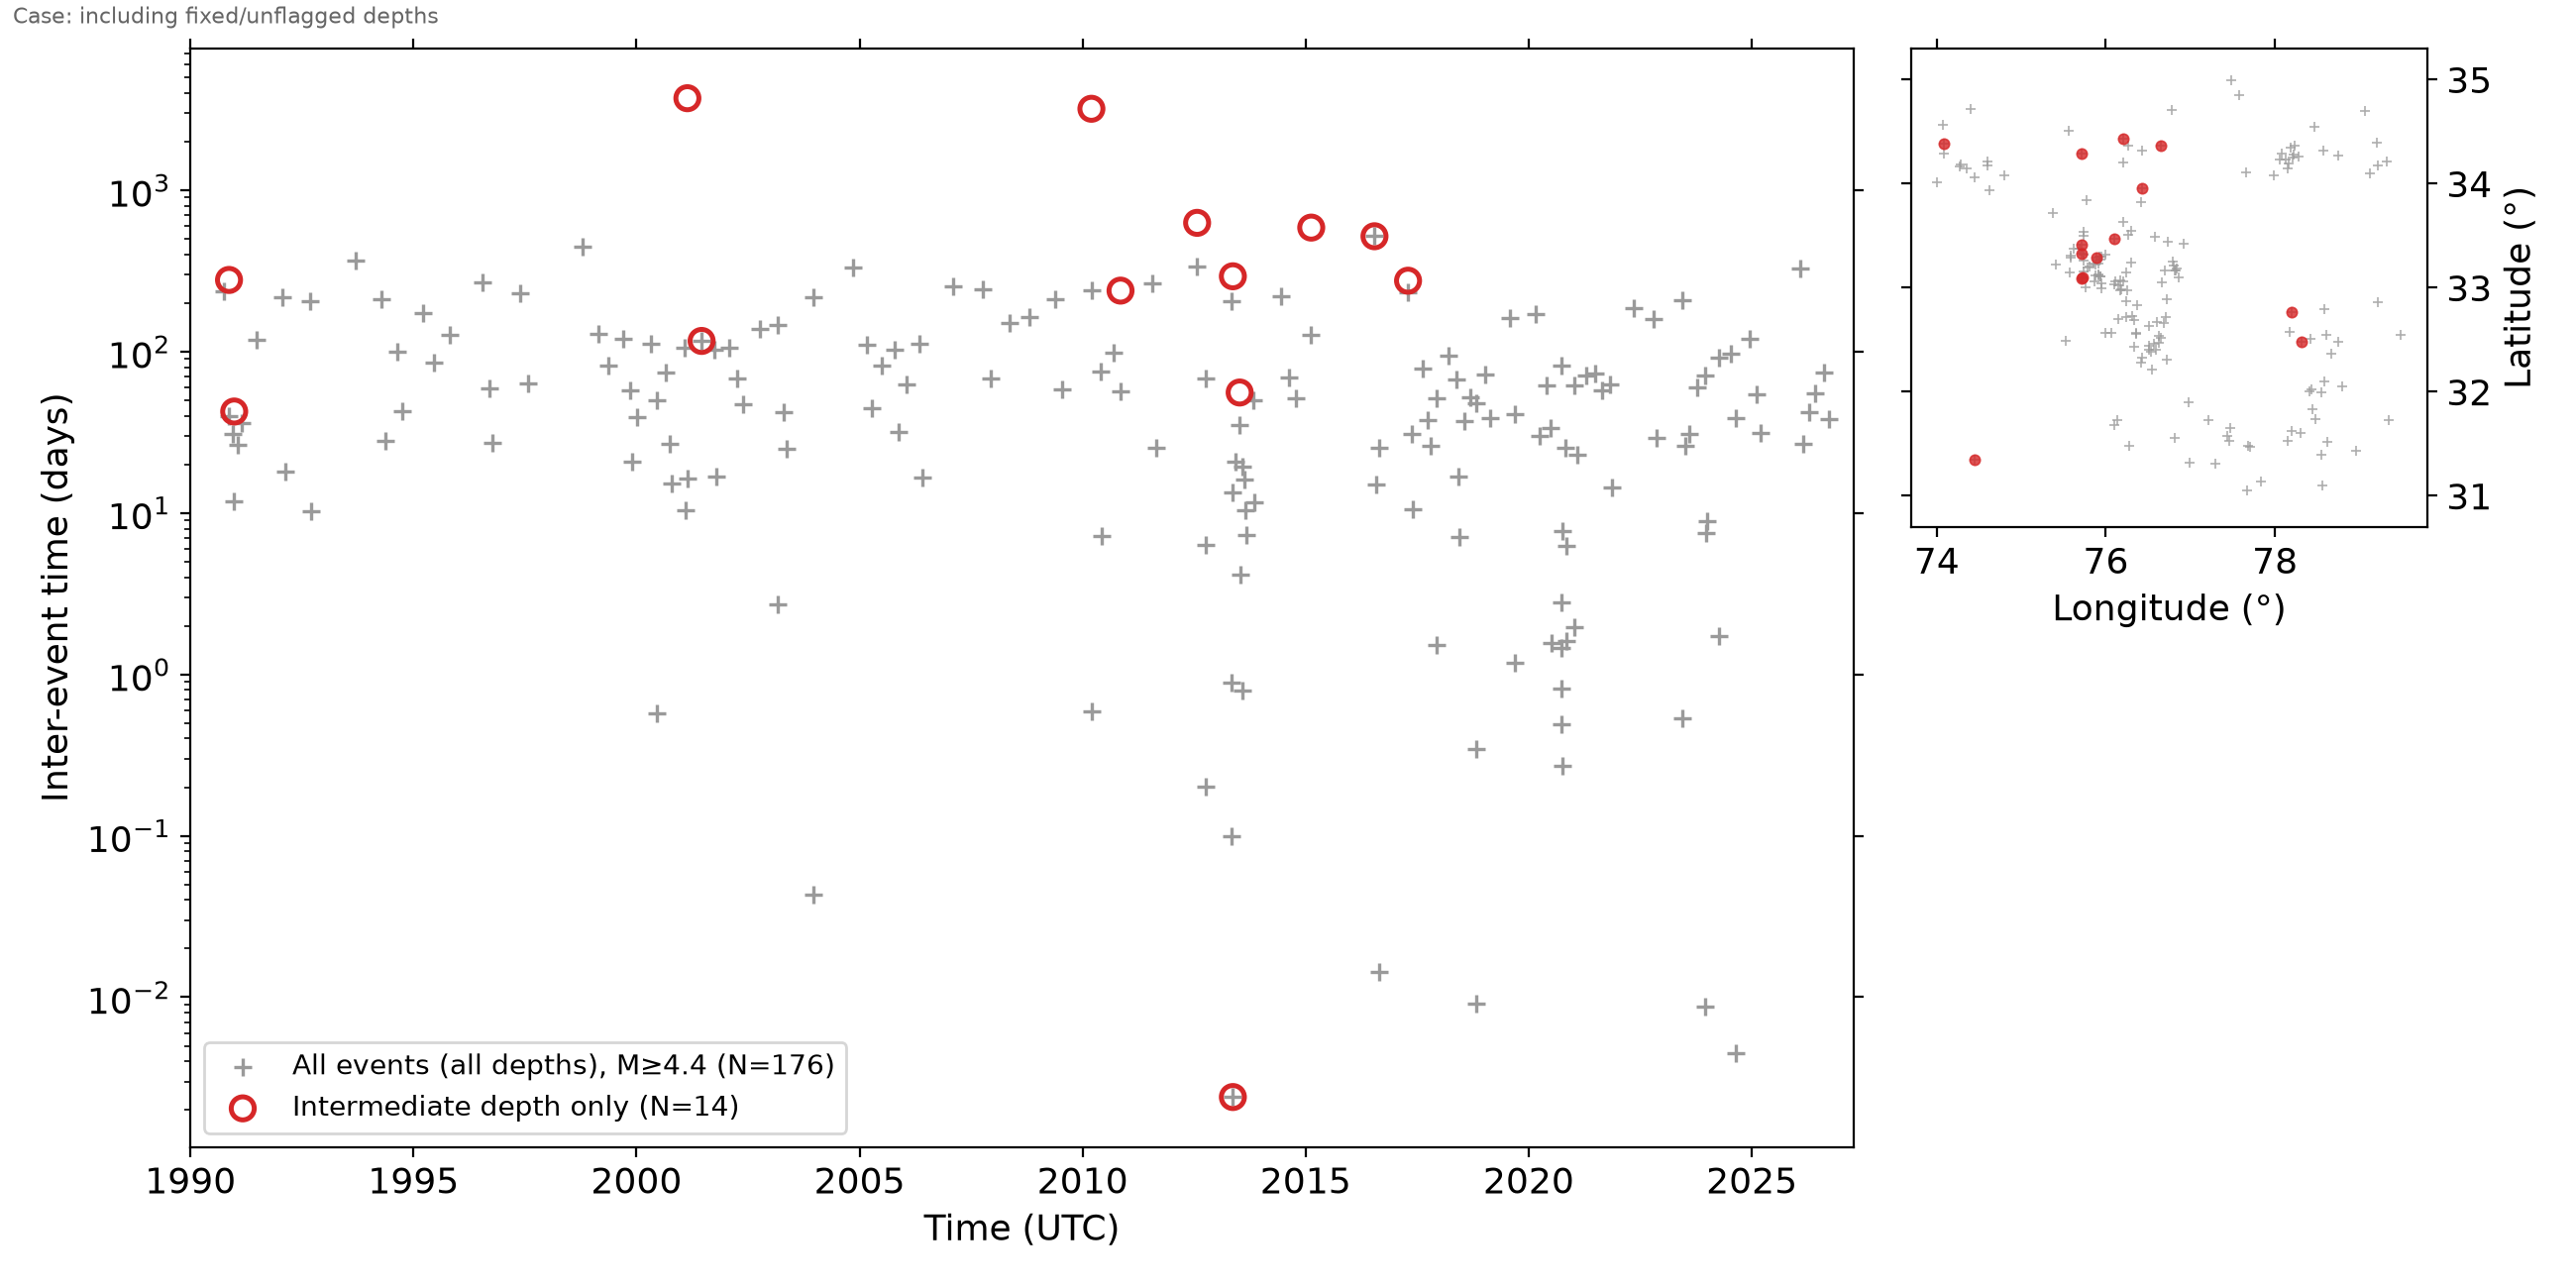 Case: including fixed/unflagged depths
Inter-event time (days)
10³
10²
10¹
10⁰
10⁻¹
10⁻²
1990 1995 2000 2005 2010 2015 2020 2025
Time (UTC)
All events (all depths), M≥4.4 (N=176)
Intermediate depth only (N=14)
35
34
33
32
31
Latitude (°)
74 76 78
Longitude (°)